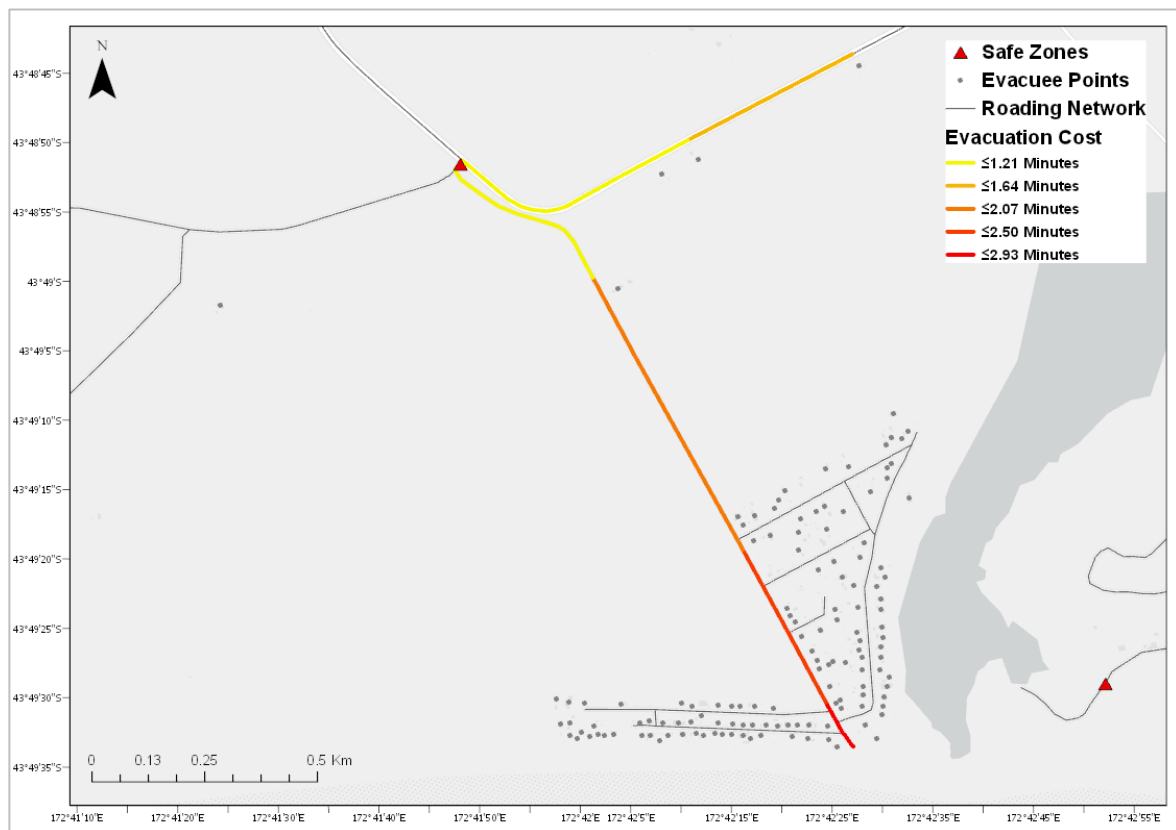 N
Safe Zones
Evacuee Points
Roading Network
Evacuation Cost
≤1.21 Minutes
≤1.64 Minutes
≤2.07 Minutes
≤2.50 Minutes
≤2.93 Minutes
43°48'45"S
43°48'50"S
43°48'55"S
43°49'S
43°49'5"S
43°49'10"S
43°49'15"S
43°49'20"S
43°49'25"S
43°49'30"S
43°49'35"S
0 0.13 0.25 0.5 Km
172°41'10"E 172°41'20"E 172°41'30"E 172°41'40"E 172°41'50"E 172°42'E 172°42'5"E 172°42'15"E 172°42'25"E 172°42'35"E 172°42'45"E 172°42'55"E